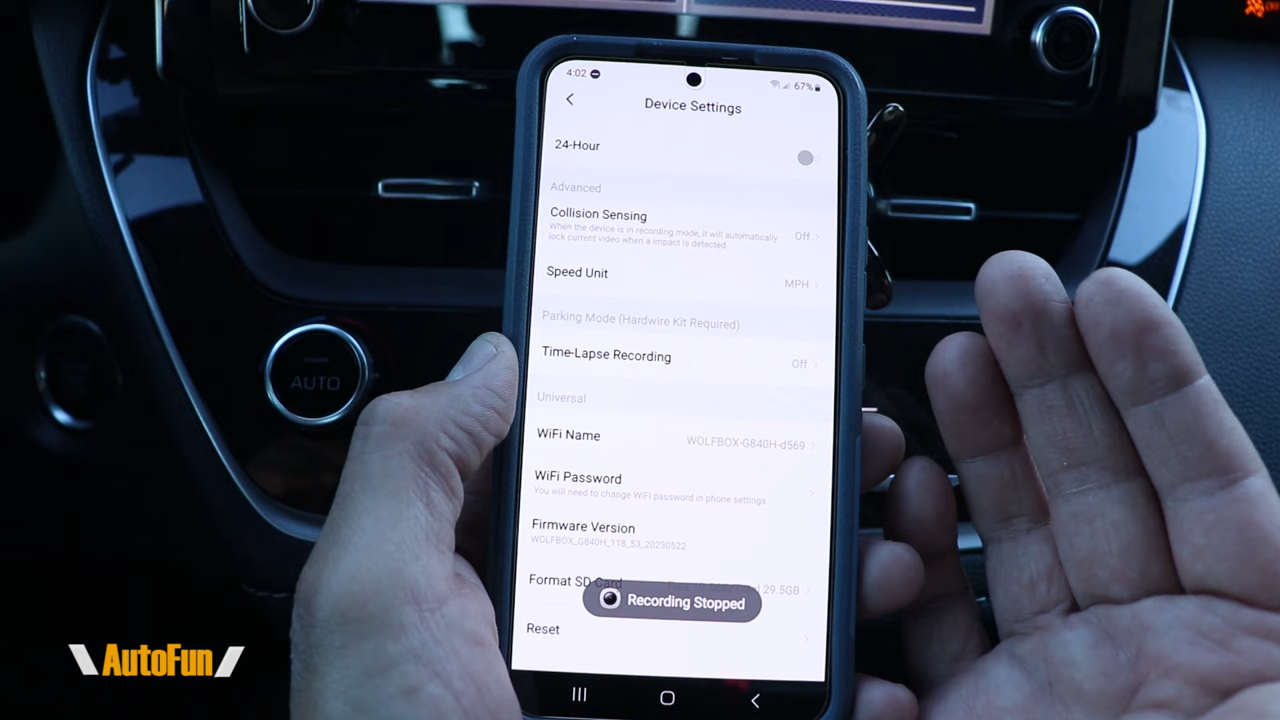 4:02
67%
Device Settings
24-Hour
Advanced
Collision Sensing
When the device is in recording mode, it will automatically
lock current video when a impact is detected
Off
Speed Unit
MPH
Parking Mode (Hardwire Kit Required)
Time-Lapse Recording
Off
Universal
WiFi Name
WOLFBOX-G840H-d569
WiFi Password
You will need to change WiFi password in phone settings
Firmware Version
WOLFBOX_G840H_118_53_20230522
Format SD Card
29.5GB
Recording Stopped
Reset
AUTO
AutoFun